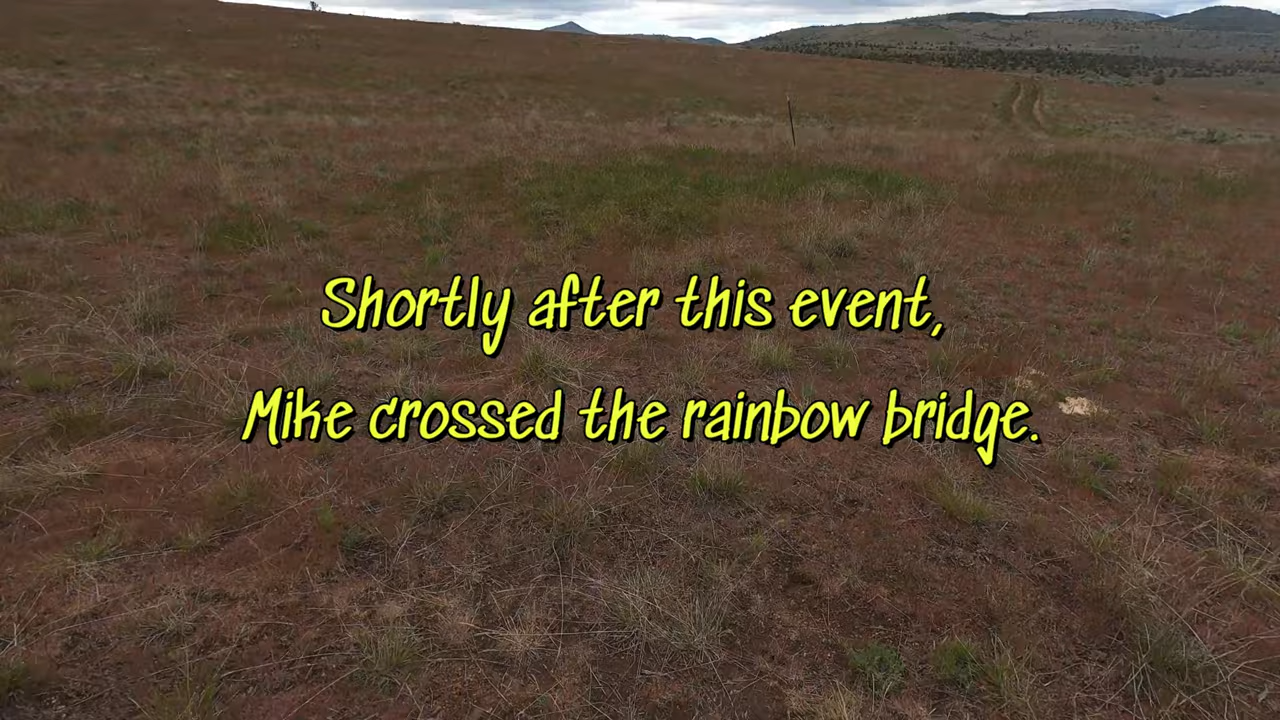 Shortly after this event,
Mike crossed the rainbow bridge.